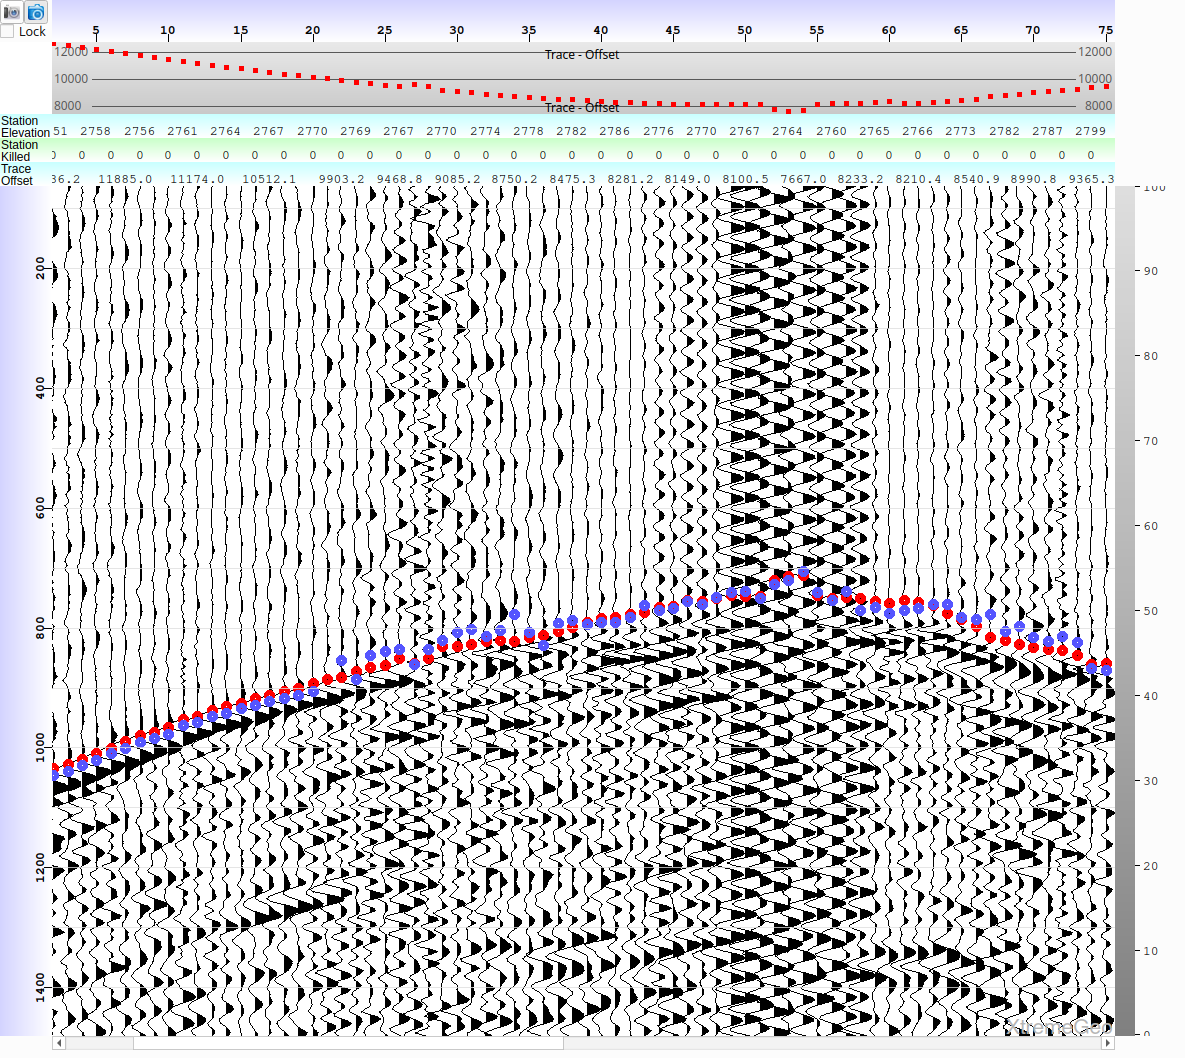 Lock
5 10 15 20 25 30 35 40 45 50 55 60 65 70 75
12000 Trace - Offset 12000
10000 10000
8000 Trace - Offset 8000
Station
Elevation 51 2758 2756 2761 2764 2767 2770 2769 2767 2770 2774 2778 2782 2786 2776 2770 2767 2764 2760 2765 2766 2773 2782 2787 2799
Station
Killed 0 0 0 0 0 0 0 0 0 0 0 0 0 0 0 0 0 0 0 0 0 0 0 0 0 0 0 0 0 0 0 0 0 0 0 0 0
Trace
Offset 36.2 11885.0 11174.0 10512.1 9903.2 9468.8 9085.2 8750.2 8475.3 8281.2 8149.0 8100.5 7667.0 8233.2 8210.4 8540.9 8990.8 9365.3
100
200
90
80
400
70
600
60
50
800
40
1000
30
1200
20
10
1400
XtremeGeo
0